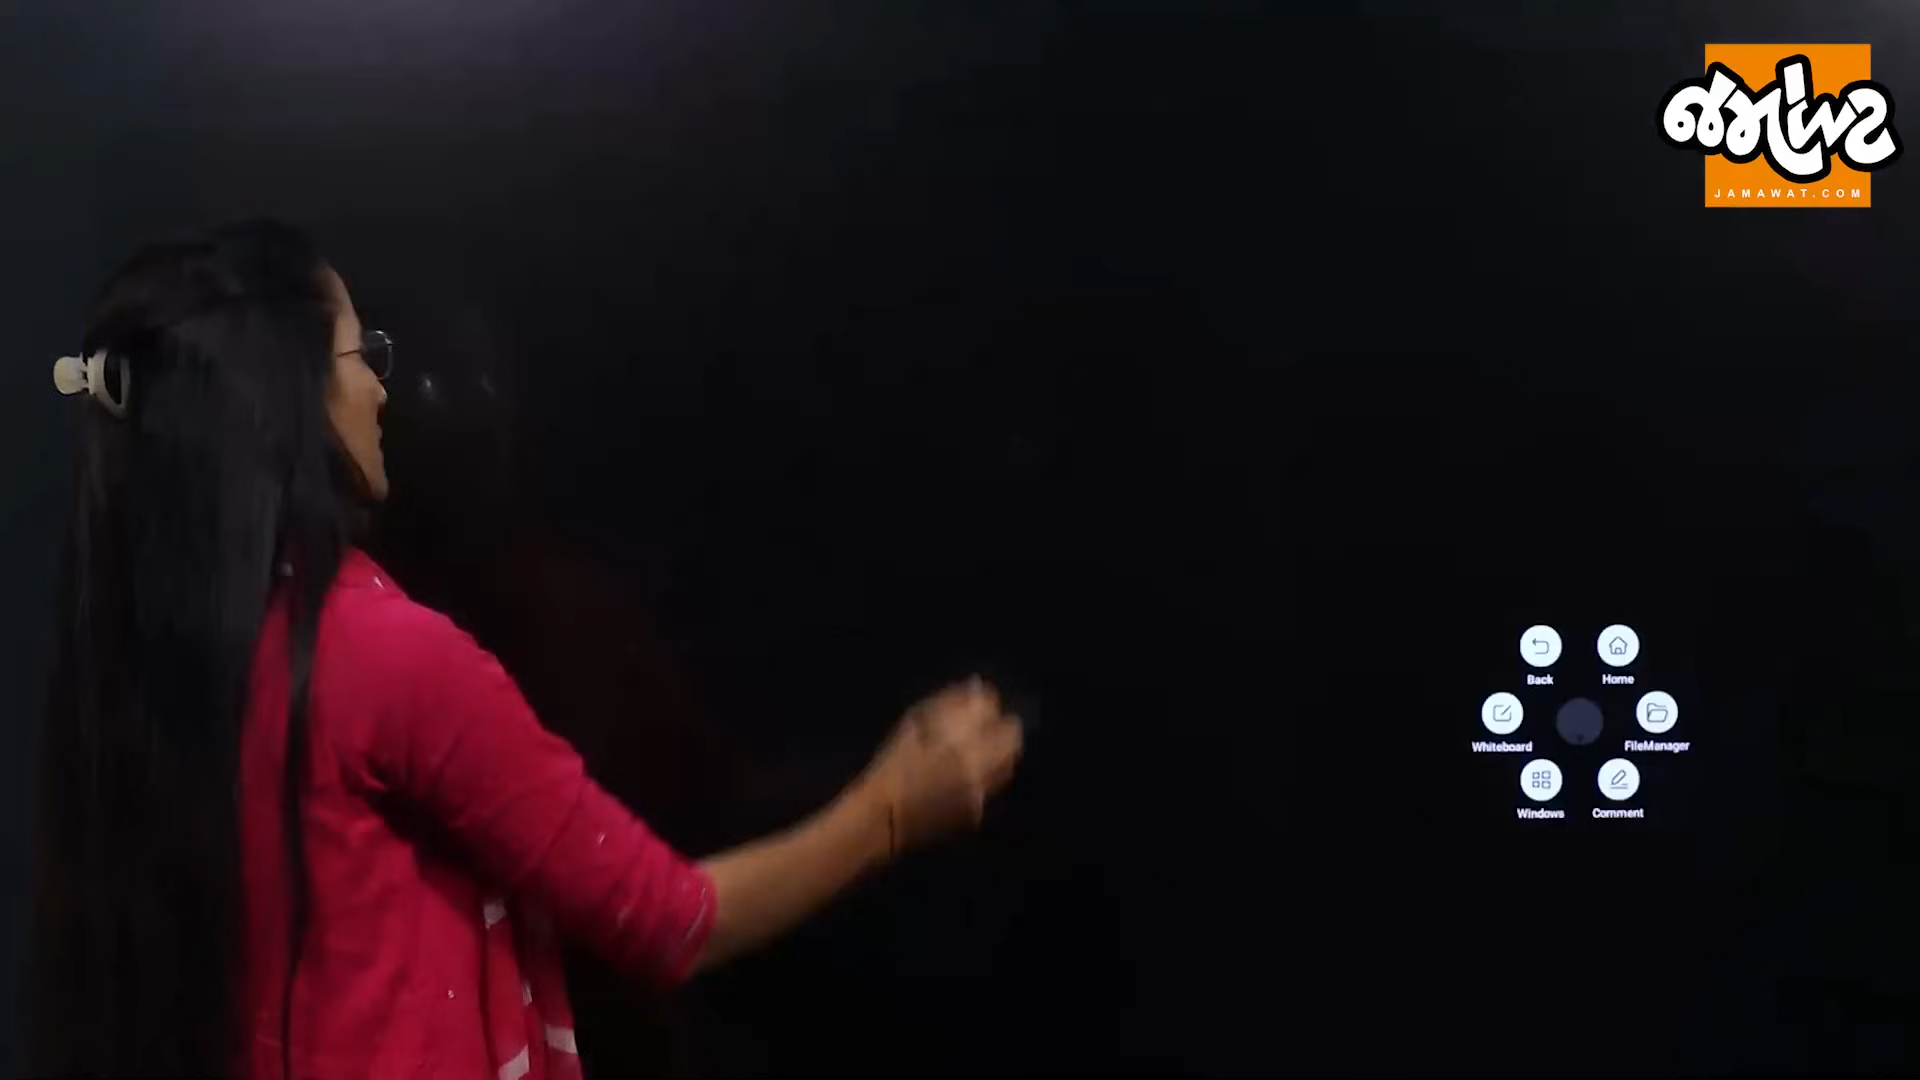 જમાવટ
JAMAWAT.COM
Back
Home
Whiteboard
FileManager
Windows
Comment